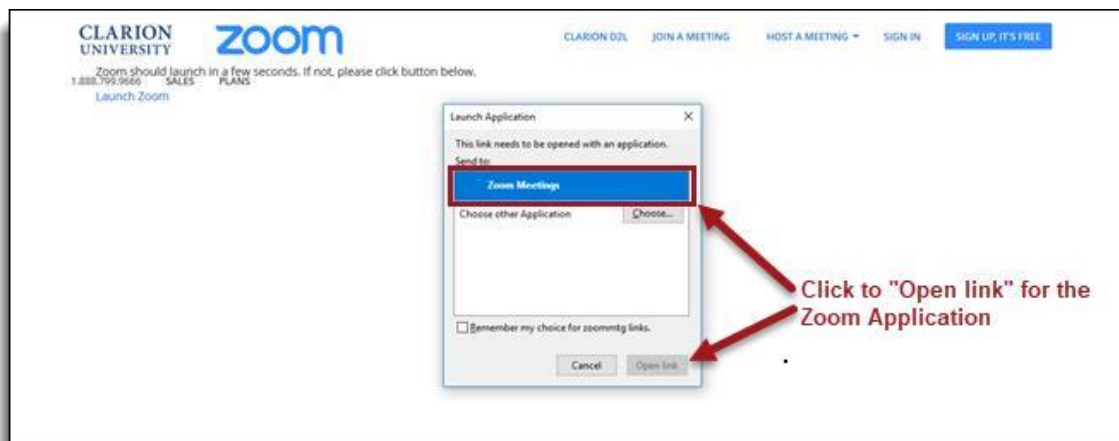 CLARION
UNIVERSITY
zoom
CLARION D2L JOIN A MEETING HOST A MEETING SIGN IN SIGN UP, IT'S FREE
Zoom should launch in a few seconds. If not, please click button below.
1.888.799.9666 SALES PLANS
Launch Zoom
Launch Application
This link needs to be opened with an application.
Send to:
Zoom Meetings
Choose other Application Choose...
Remember my choice for zoommtg links.
Cancel Open link
Click to "Open link" for the
Zoom Application
.